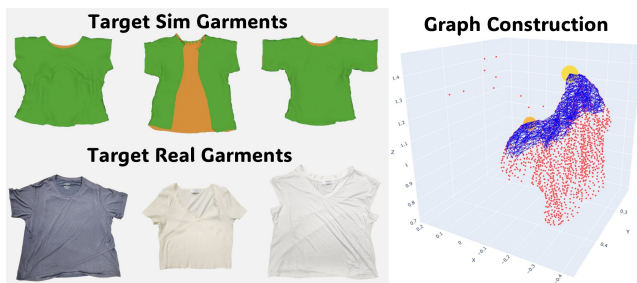 Target Sim Garments
Target Real Garments
Graph Construction
1.4
1.3
1.2
1.1
Z
1
0.9
0.8
0.7
0.2
0.1
0
X
−0.1
−0.2
−0.3
−0.4
0.3
Y
0.4